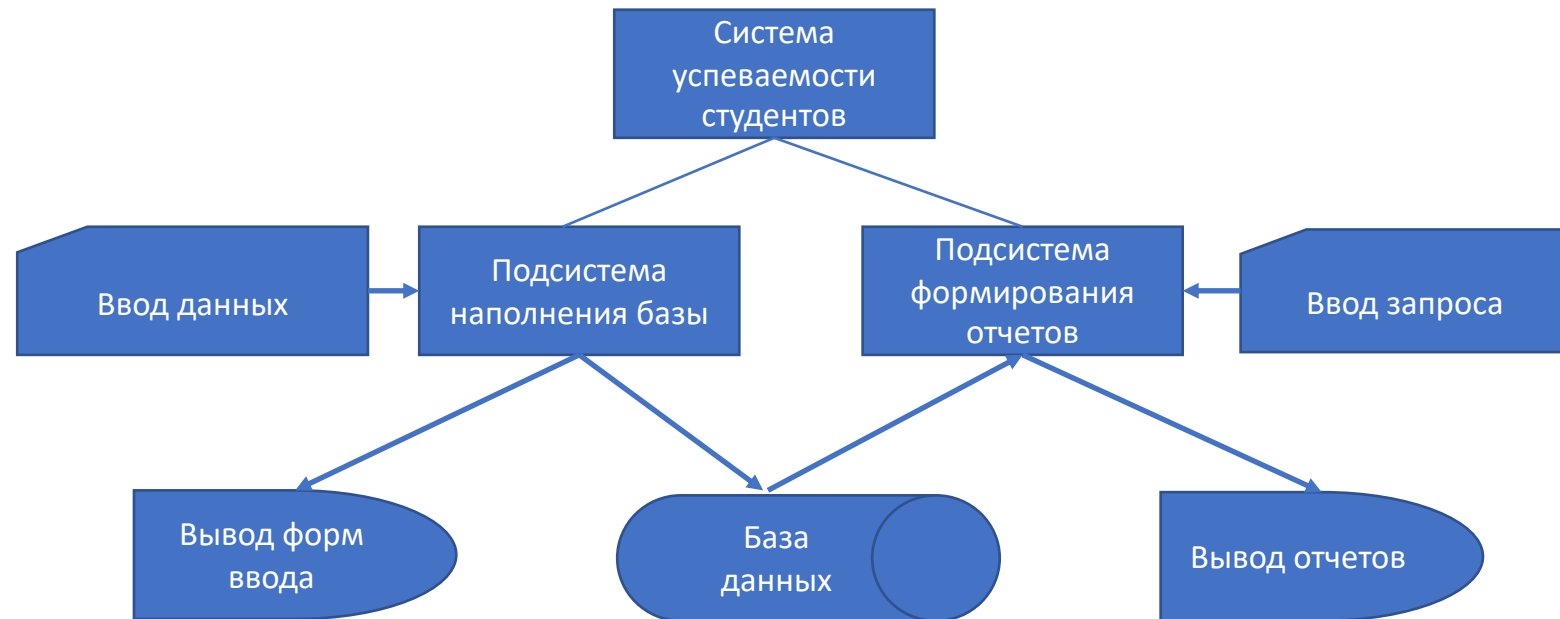 Система
успеваемости
студентов
Ввод данных
Подсистема
наполнения базы
Подсистема
формирования
отчетов
Ввод запроса
Вывод форм
ввода
База
данных
Вывод отчетов